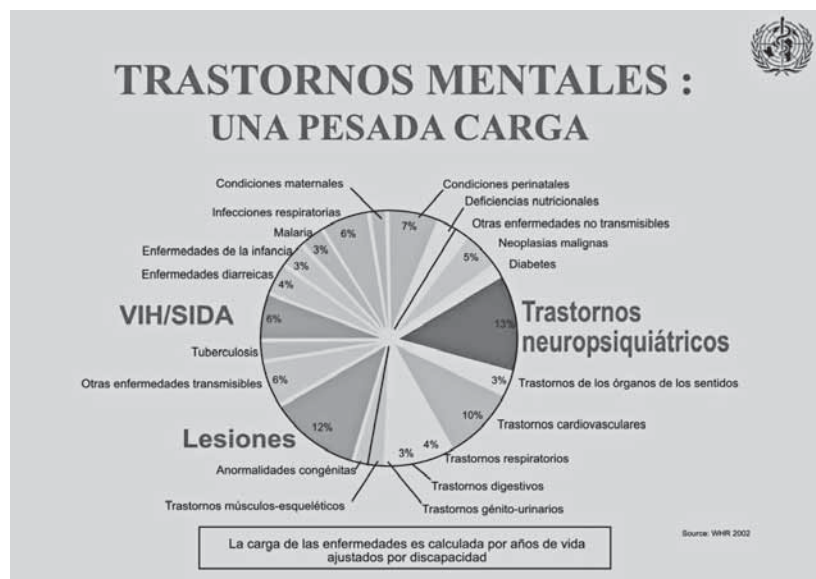 TRASTORNOS MENTALES :
UNA PESADA CARGA
Condiciones maternales
Condiciones perinatales
Deficiencias nutricionales
Infecciones respiratorias
7%
Otras enfermedades no transmisibles
6%
Malaria
Neoplasias malignas
3%
Enfermedades de la infancia
5%
Diabetes
3%
Enfermedades diarreicas
4%
VIH/SIDA
6%
13%
Trastornos
neuropsiquiátricos
Tuberculosis
Otras enfermedades transmisibles
6%
3%
Trastornos de los órganos de los sentidos
10%
Trastornos cardiovasculares
12%
Lesiones
4%
3%
Trastornos respiratorios
Anormalidades congénitas
Trastornos digestivos
Trastornos músculos-esqueléticos
Trastornos génito-urinarios
Source: WHR 2002
La carga de las enfermedades es calculada por años de vida
ajustados por discapacidad